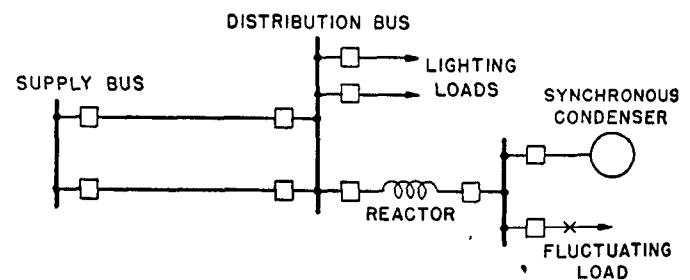 DISTRIBUTION BUS
SUPPLY BUS
LIGHTING
LOADS
SYNCHRONOUS
CONDENSER
REACTOR
FLUCTUATING
LOAD